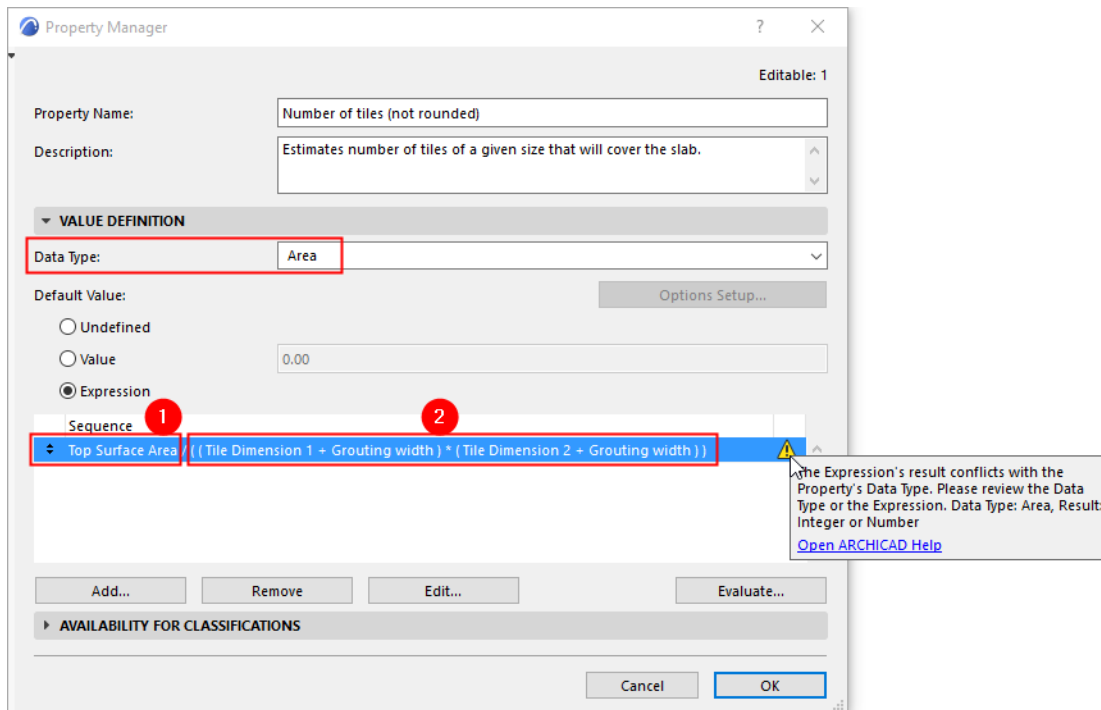 Property Manager
?
Editable: 1
Property Name:
Number of tiles (not rounded)
Description:
Estimates number of tiles of a given size that will cover the slab.
VALUE DEFINITION
Data Type:
Area
Default Value:
Options Setup...
Undefined
Value
0.00
Expression
1
2
Sequence
Top Surface Area / ( ( Tile Dimension 1 + Grouting width ) * ( Tile Dimension 2 + Grouting width ) )
The Expression's result conflicts with the
Property's Data Type. Please review the Data
Type or the Expression. Data Type: Area, Result:
Integer or Number
Open ARCHICAD Help
Add...
Remove
Edit...
Evaluate...
AVAILABILITY FOR CLASSIFICATIONS
Cancel
OK